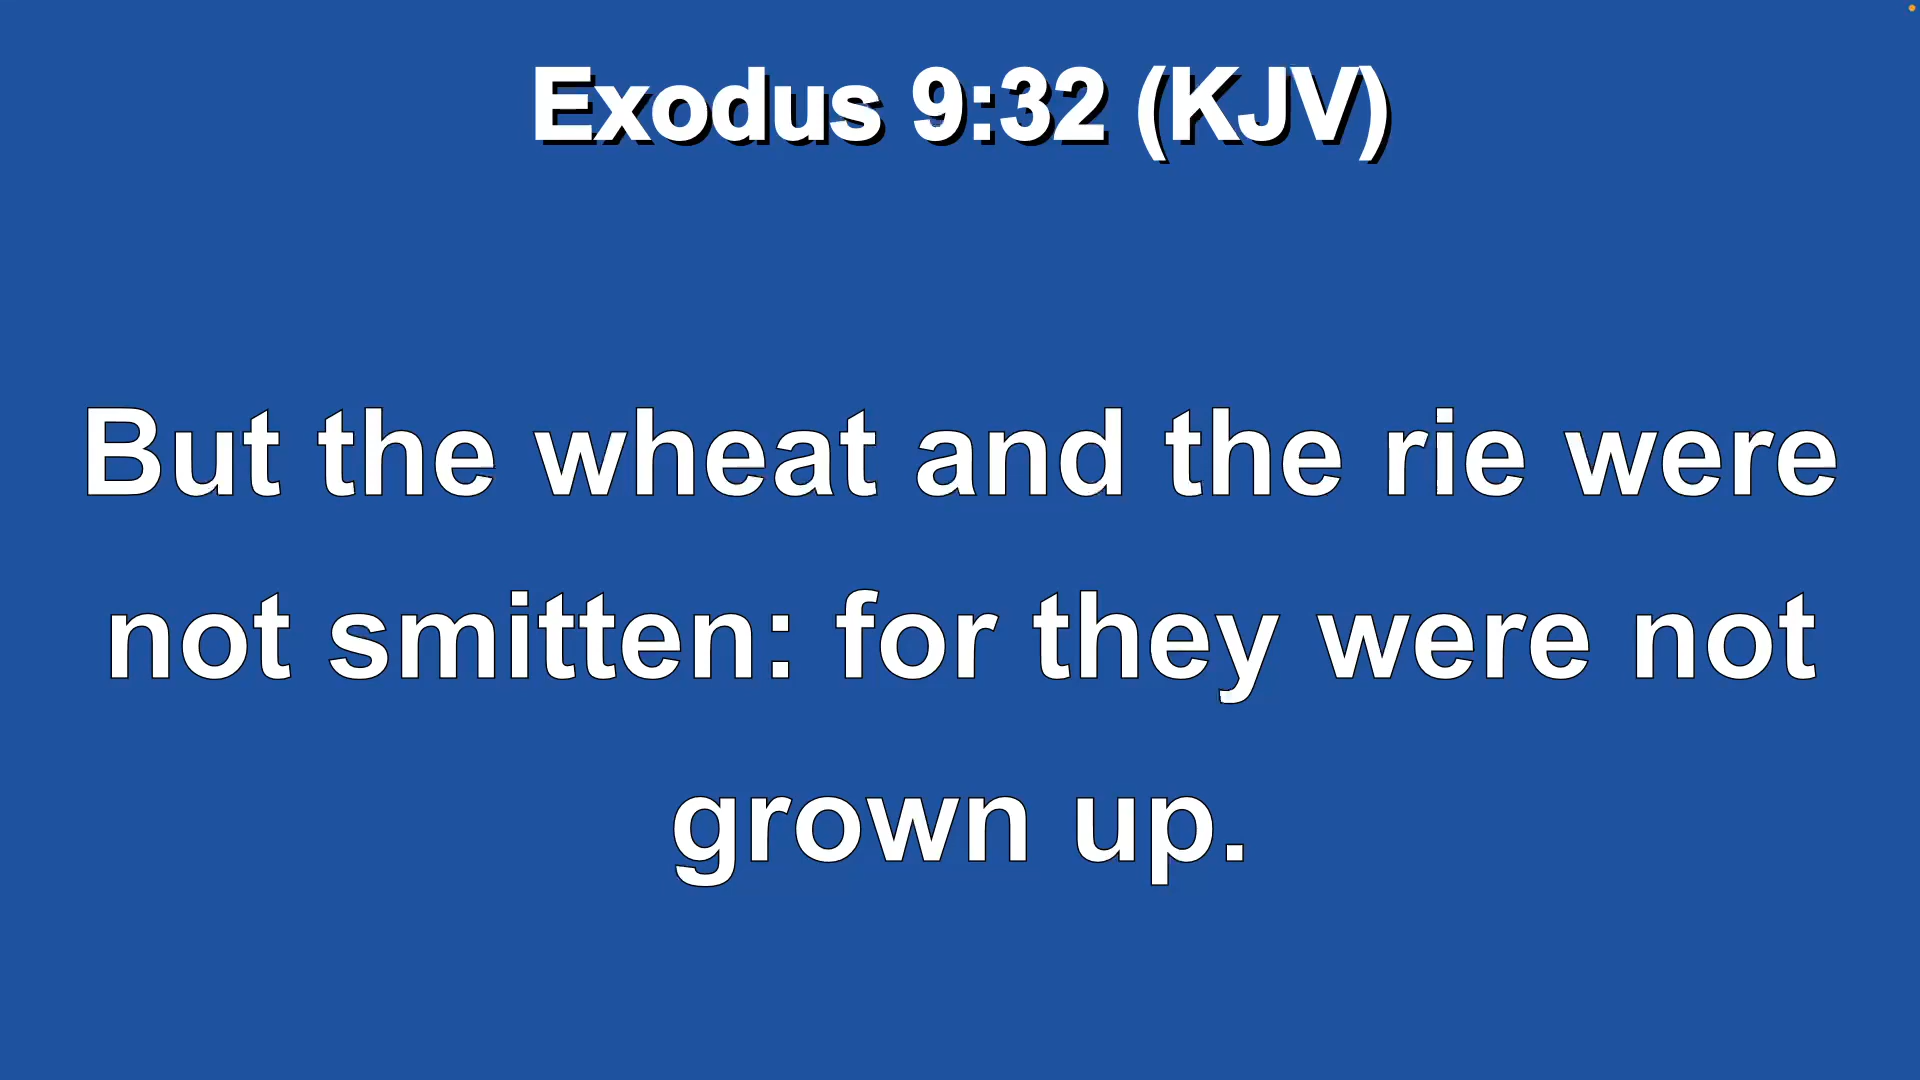 Exodus 9:32 (KJV)
But the wheat and the rie were
not smitten: for they were not
grown up.